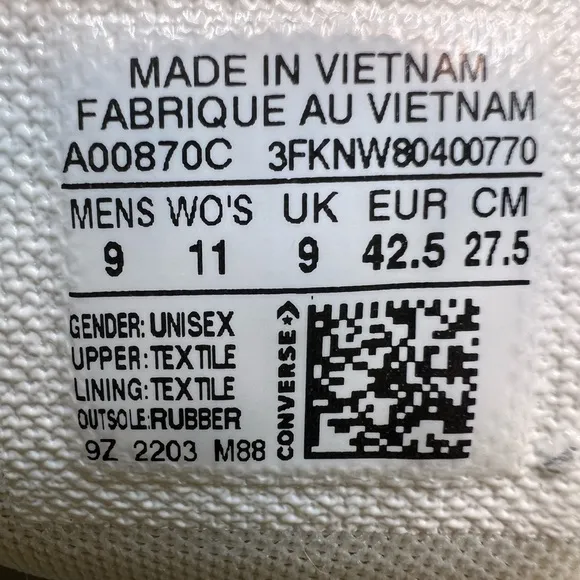 MADE IN VIETNAM
FABRIQUE AU VIETNAM
A00870C 3FKNW80400770
MENS WO'S UK EUR CM
9 11 9 42.5 27.5
GENDER: UNISEX
UPPER: TEXTILE
LINING: TEXTILE
OUTSOLE: RUBBER
9Z 2203 M88
CONVERSE